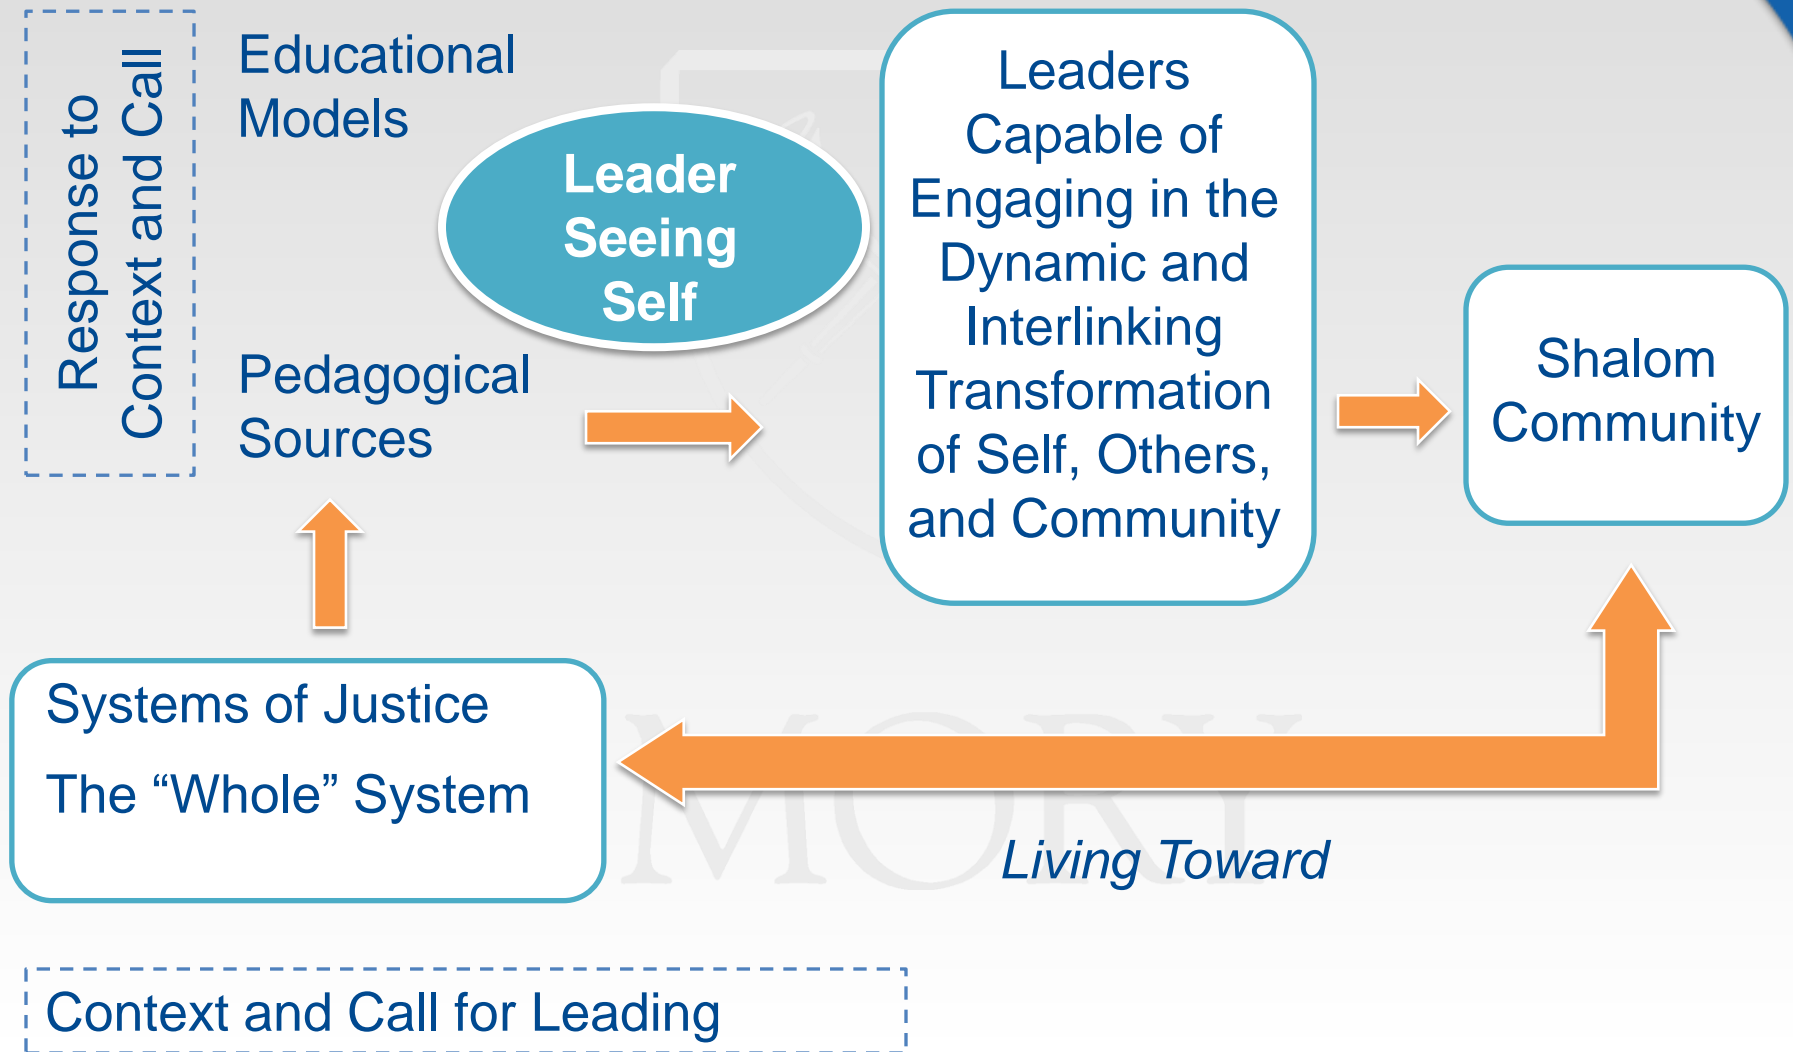 Response to
Context and Call
Educational
Models
Pedagogical
Sources
Leader
Seeing
Self
Leaders
Capable of
Engaging in the
Dynamic and
Interlinking
Transformation
of Self, Others,
and Community
Shalom
Community
Systems of Justice
The “Whole” System
MORY
Living Toward
Context and Call for Leading